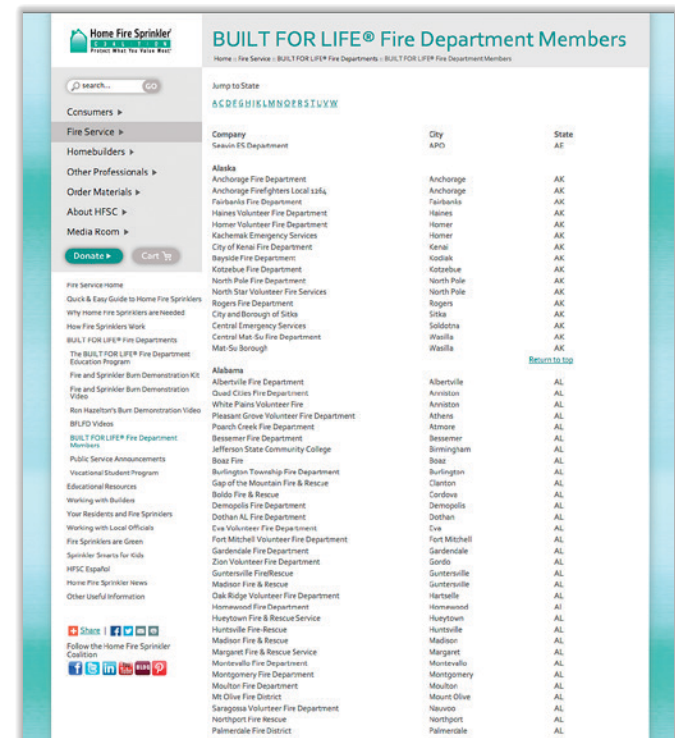 Home Fire Sprinkler
COALITION
Protect What You Value Most
BUILT FOR LIFE® Fire Department Members
Home :: Fire Service :: BUILT FOR LIFE® Fire Departments :: BUILT FOR LIFE® Fire Department Members
search...
GO
Consumers
Fire Service
Homebuilders
Other Professionals
Order Materials
About HFSC
Media Room
Donate
Cart
Fire Service Home
Quick & Easy Guide to Home Fire Sprinklers
Why Home Fire Sprinklers are Needed
How Fire Sprinklers Work
BUILT FOR LIFE® Fire Departments
The BUILT FOR LIFE® Fire Department
Education Program
Fire and Sprinkler Burn Demonstration Kit
Fire and Sprinkler Burn Demonstration
Video
Ron Hazelton's Burn Demonstration Video
BFLFD Videos
BUILT FOR LIFE® Fire Department
Members
Public Service Announcements
Vocational Student Program
Educational Resources
Working with Builders
Your Residents and Fire Sprinklers
Working with Local Officials
Fire Sprinklers are Green
Sprinkler Smarts for Kids
HFSC Español
Home Fire Sprinkler News
Other Useful Information
Share |
Follow the Home Fire Sprinkler
Coalition
BLOG
Jump to State
A C D F G H I K L M N O P R S T U V W
Company City State
Seavin ES Department APO AE
Alaska
Anchorage Fire Department Anchorage AK
Anchorage Firefighters Local 1264 Anchorage AK
Fairbanks Fire Department Fairbanks AK
Haines Volunteer Fire Department Haines AK
Homer Volunteer Fire Department Homer AK
Kachemak Emergency Services Homer AK
City of Kenai Fire Department Kenai AK
Bayside Fire Department Kodiak AK
Kotzebue Fire Department Kotzebue AK
North Pole Fire Department North Pole AK
North Star Volunteer Fire Services North Pole AK
Rogers Fire Department Rogers AK
City and Borough of Sitka Sitka AK
Central Emergency Services Soldotna AK
Central Mat-Su Fire Department Wasilla AK
Mat-Su Borough Wasilla AK
Return to top
Alabama
Albertville Fire Department Albertville AL
Quad Cities Fire Department Anniston AL
White Plains Volunteer Fire Anniston AL
Pleasant Grove Volunteer Fire Department Athens AL
Poarch Creek Fire Department Atmore AL
Bessemer Fire Department Bessemer AL
Jefferson State Community College Birmingham AL
Boaz Fire Boaz AL
Burlington Township Fire Department Burlington AL
Gap of the Mountain Fire & Rescue Clanton AL
Boldo Fire & Rescue Cordova AL
Demopolis Fire Department Demopolis AL
Dothan AL Fire Department Dothan AL
Eva Volunteer Fire Department Eva AL
Fort Mitchell Volunteer Fire Department Fort Mitchell AL
Gardendale Fire Department Gardendale AL
Zion Volunteer Fire Department Gordo AL
Guntersville Fire/Rescue Guntersville AL
Madison Fire & Rescue Guntersville AL
Oak Ridge Volunteer Fire Department Hartselle AL
Homewood Fire Department Homewood AL
Hueytown Fire & Rescue Service Hueytown AL
Huntsville Fire-Rescue Huntsville AL
Madison Fire & Rescue Madison AL
Margaret Fire & Rescue Service Margaret AL
Montevallo Fire Department Montevallo AL
Montgomery Fire Department Montgomery AL
Moulton Fire Department Moulton AL
Mt Olive Fire District Mount Olive AL
Saragossa Volunteer Fire Department Nauvoo AL
Northport Fire Rescue Northport AL
Palmerdale Fire District Palmerdale AL